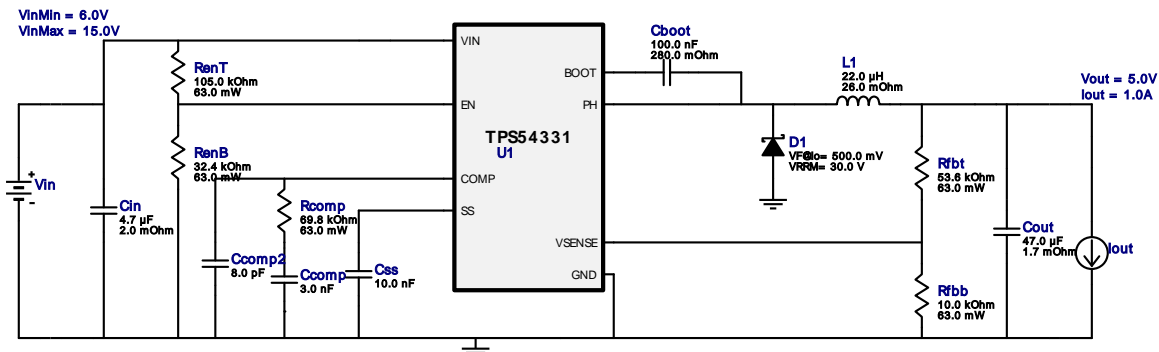 VinMin = 6.0V
VinMax = 15.0V
Vin
RenT
105.0 kOhm
63.0 mW
RenB
32.4 kOhm
63.0 mW
Cin
4.7 µF
2.0 mOhm
Ccomp2
8.0 pF
Rcomp
69.8 kOhm
63.0 mW
Ccomp
3.0 nF
Css
10.0 nF
VIN
EN
COMP
SS
TPS54331
U1
BOOT
PH
VSENSE
GND
Cboot
100.0 nF
280.0 mOhm
L1
22.0 µH
26.0 mOhm
D1
VF@Io= 500.0 mV
VRRM= 30.0 V
Rfbt
53.6 kOhm
63.0 mW
Rfbb
10.0 kOhm
63.0 mW
Cout
47.0 µF
1.7 mOhm
Iout
Vout = 5.0V
Iout = 1.0A